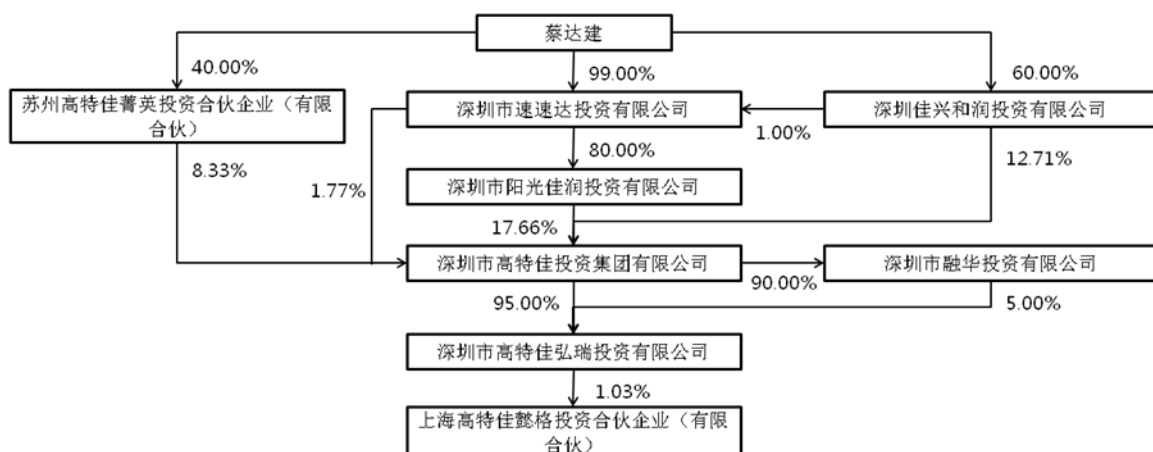 蔡达建
40.00%
99.00%
60.00%
苏州高特佳菁英投资合伙企业（有限
合伙）
深圳市速速达投资有限公司
1.00%
深圳佳兴和润投资有限公司
8.33%
1.77%
80.00%
12.71%
深圳市阳光佳润投资有限公司
17.66%
深圳市高特佳投资集团有限公司
90.00%
深圳市融华投资有限公司
95.00%
5.00%
深圳市高特佳弘瑞投资有限公司
1.03%
上海高特佳懿格投资合伙企业（有限
合伙）